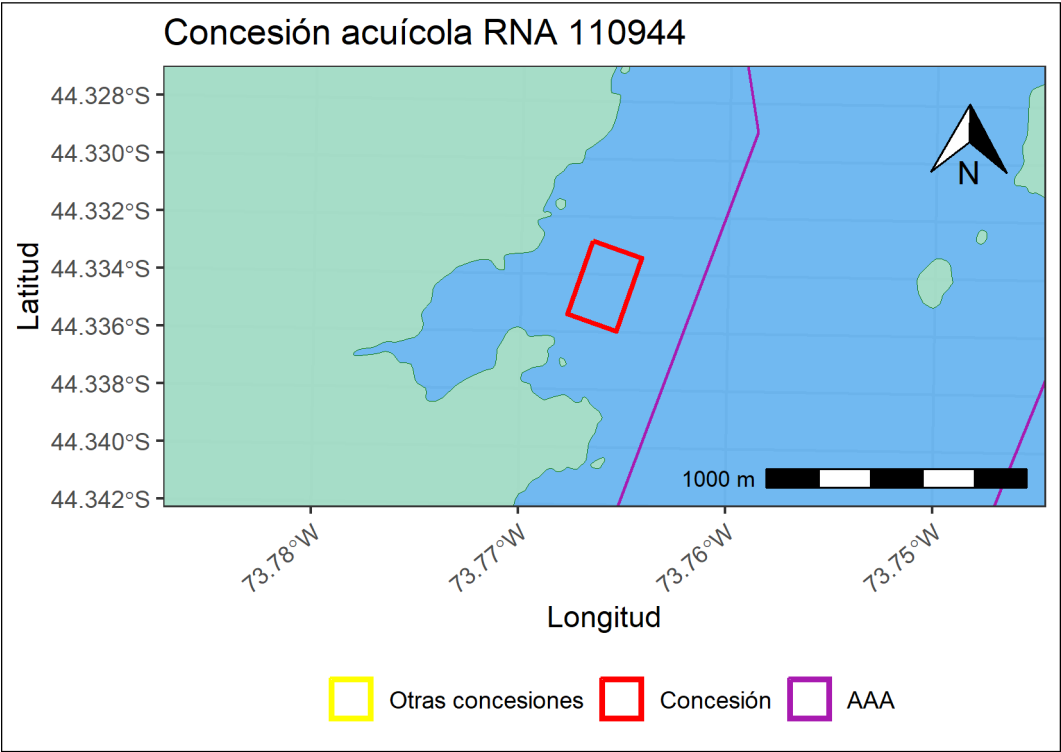 Concesión acuícola RNA 110944
44.328°S
44.330°S
44.332°S
44.334°S
44.336°S
44.338°S
44.340°S
44.342°S
Latitud
N
1000 m
73.78°W
73.77°W
73.76°W
73.75°W
Longitud
Otras concesiones
Concesión
AAA